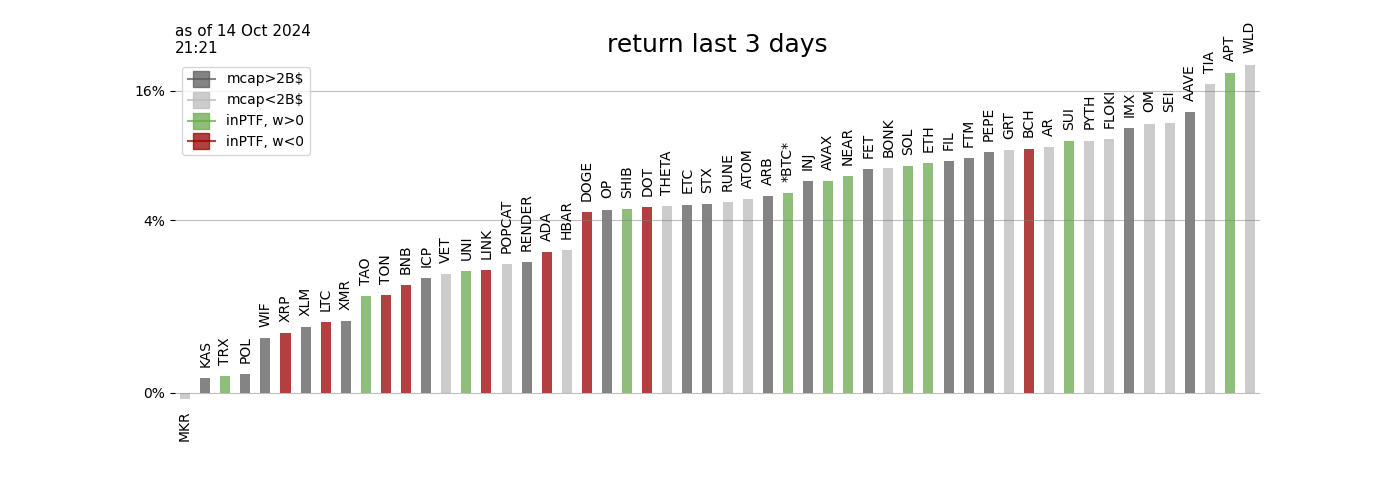 as of 14 Oct 2024
21:21
return last 3 days
mcap>2B$
mcap<2B$
inPTF, w>0
inPTF, w<0
16%
4%
0%
MKR
KAS
TRX
POL
WIF
XRP
XLM
LTC
XMR
TAO
TON
BNB
ICP
VET
UNI
LINK
POPCAT
RENDER
ADA
HBAR
DOGE
OP
SHIB
DOT
THETA
ETC
STX
RUNE
ATOM
ARB
*BTC*
INJ
AVAX
NEAR
FET
BONK
SOL
ETH
FIL
FTM
PEPE
GRT
BCH
AR
SUI
PYTH
FLOKI
IMX
OM
SEI
AAVE
TIA
APT
WLD